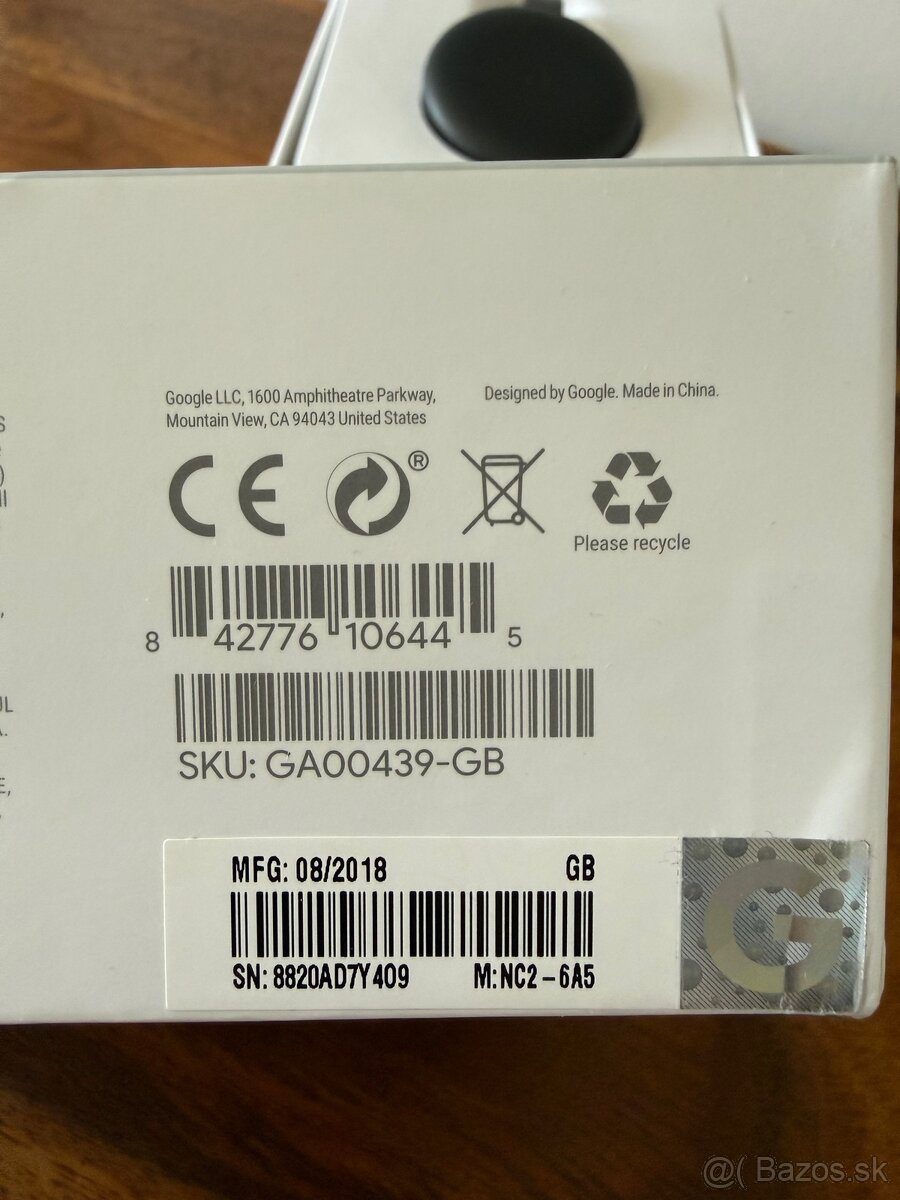 Google LLC, 1600 Amphitheatre Parkway,
Mountain View, CA 94043 United States
Designed by Google. Made in China.
CE
®
Please recycle
8 42776 10644 5
SKU: GA00439-GB
MFG: 08/2018 GB
SN: 8820AD7Y409 M: NC2-6A5
G
@( Bazos.sk